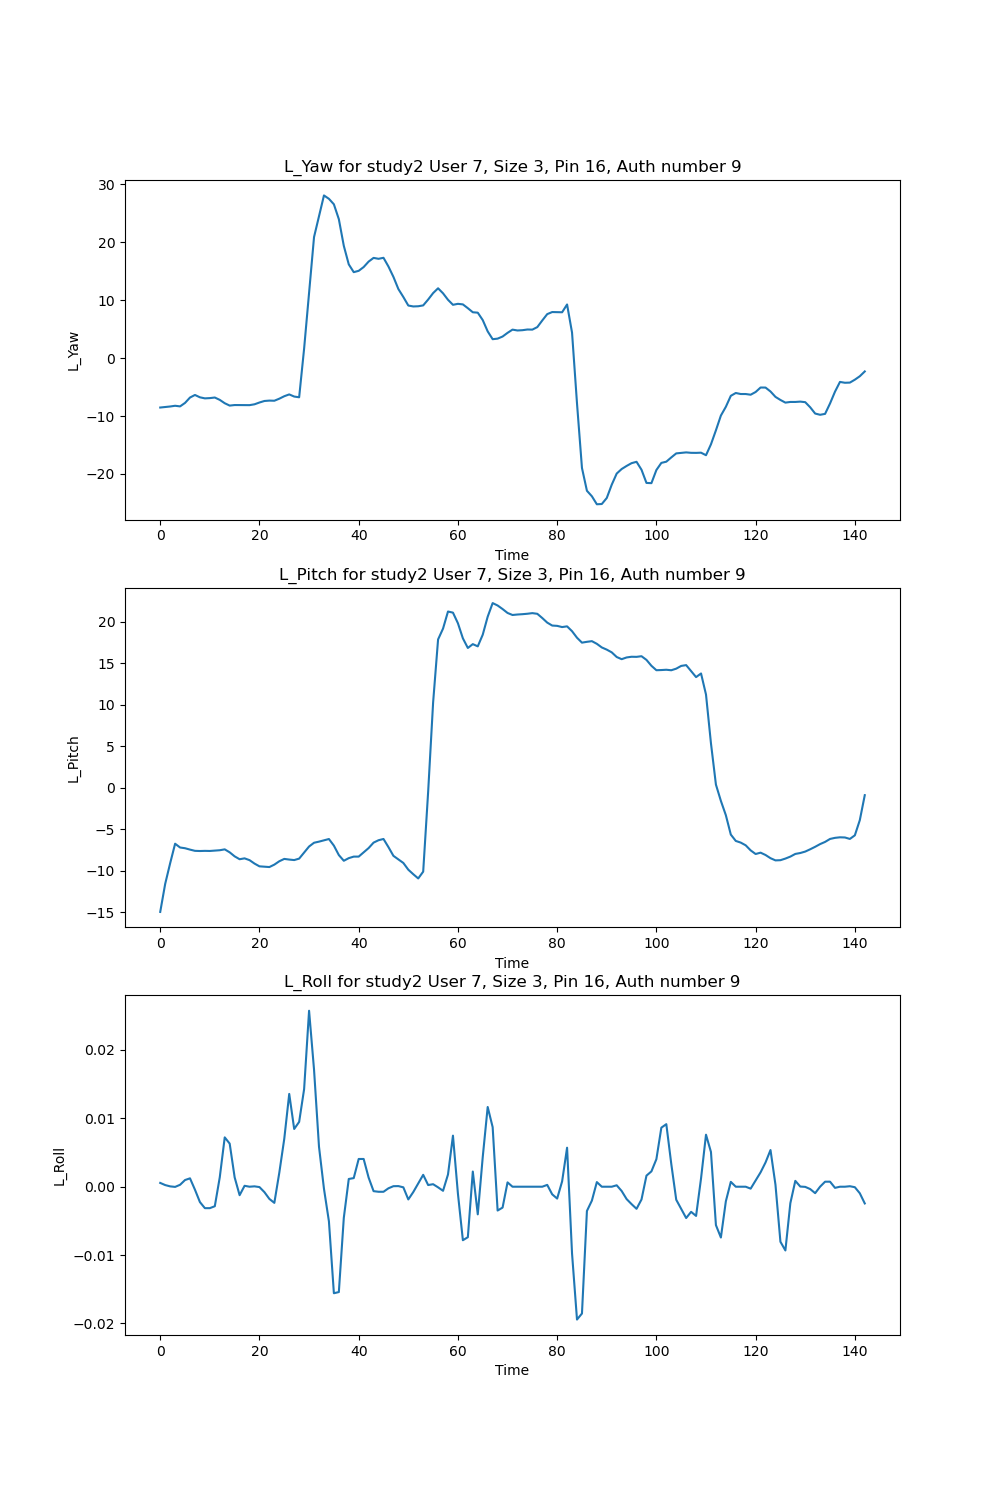 L_Yaw for study2 User 7, Size 3, Pin 16, Auth number 9
30
20
10
0
−10
−20
L_Yaw
0 20 40 60 80 100 120 140
Time
L_Pitch for study2 User 7, Size 3, Pin 16, Auth number 9
20
15
10
5
0
−5
−10
−15
L_Pitch
0 20 40 60 80 100 120 140
Time
L_Roll for study2 User 7, Size 3, Pin 16, Auth number 9
0.02
0.01
0.00
−0.01
−0.02
L_Roll
0 20 40 60 80 100 120 140
Time